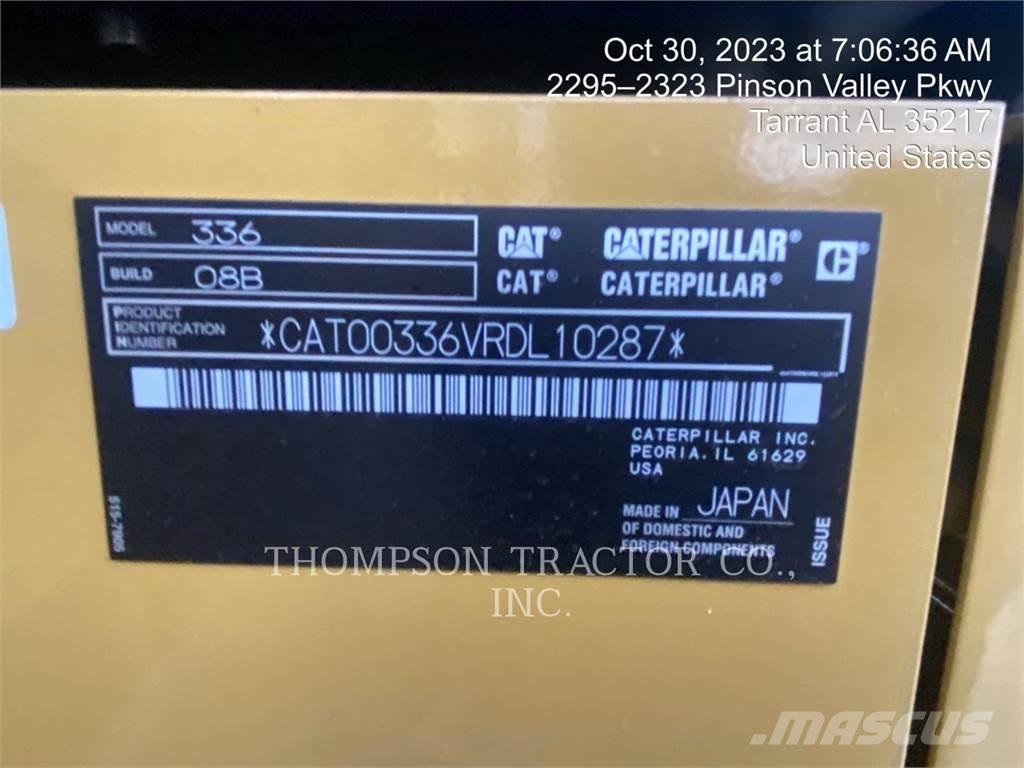 Oct 30, 2023 at 7:06:36 AM
2295–2323 Pinson Valley Pkwy
Tarrant AL 35217
United States
MODEL 336
BUILD 08B
CAT® CATERPILLAR®
CAT® CATERPILLAR®
PRODUCT
IDENTIFICATION
NUMBER
*CAT00336VRDL10287*
CATERPILLAR INC.
PEORIA, IL 61629
USA
MADE IN JAPAN
OF DOMESTIC AND
FOREIGN COMPONENTS
ISSUE
THOMPSON TRACTOR CO.,
INC.
MASCUS